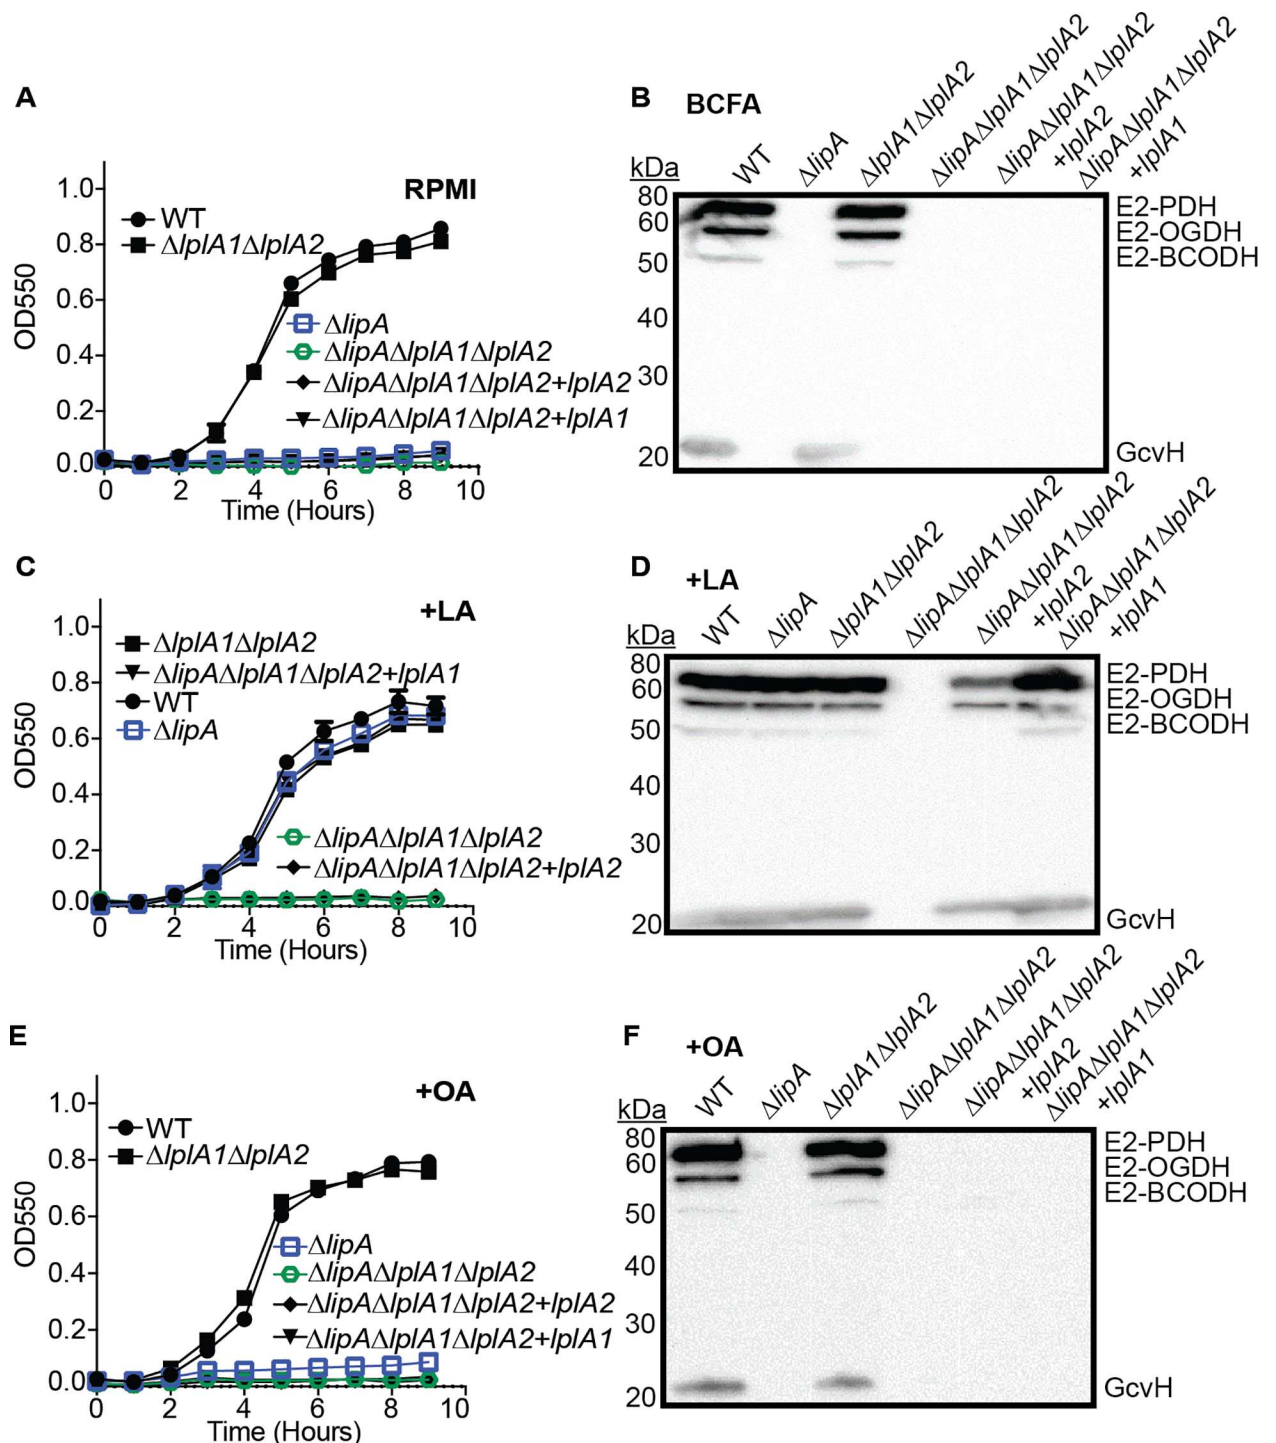 A
RPMI
OD550
1.0
0.8
0.6
0.4
0.2
0.0
WT
ΔlplA1ΔlplA2
ΔlipA
ΔlipAΔlplA1ΔlplA2
ΔlipAΔlplA1ΔlplA2+lplA2
ΔlipAΔlplA1ΔlplA2+lplA1
0 2 4 6 8 10
Time (Hours)
B
BCFA
kDa
WT
ΔlipA
ΔlplA1ΔlplA2
ΔlipAΔlplA1ΔlplA2
ΔlipAΔlplA1ΔlplA2
+lplA2
ΔlipAΔlplA1ΔlplA2
+lplA1
80
60
50
40
30
20
E2-PDH
E2-OGDH
E2-BCODH
GcvH
C
+LA
OD550
1.0
0.8
0.6
0.4
0.2
0.0
ΔlplA1ΔlplA2
ΔlipAΔlplA1ΔlplA2+lplA1
WT
ΔlipA
ΔlipAΔlplA1ΔlplA2
ΔlipAΔlplA1ΔlplA2+lplA2
0 2 4 6 8 10
Time (Hours)
D
+LA
kDa
WT
ΔlipA
ΔlplA1ΔlplA2
ΔlipAΔlplA1ΔlplA2
ΔlipAΔlplA1ΔlplA2
+lplA2
ΔlipAΔlplA1ΔlplA2
+lplA1
80
60
50
40
30
20
E2-PDH
E2-OGDH
E2-BCODH
GcvH
E
+OA
OD550
1.0
0.8
0.6
0.4
0.2
0.0
WT
ΔlplA1ΔlplA2
ΔlipA
ΔlipAΔlplA1ΔlplA2
ΔlipAΔlplA1ΔlplA2+lplA2
ΔlipAΔlplA1ΔlplA2+lplA1
0 2 4 6 8 10
Time (Hours)
F
+OA
kDa
WT
ΔlipA
ΔlplA1ΔlplA2
ΔlipAΔlplA1ΔlplA2
ΔlipAΔlplA1ΔlplA2
+lplA2
ΔlipAΔlplA1ΔlplA2
+lplA1
80
60
50
40
30
20
E2-PDH
E2-OGDH
E2-BCODH
GcvH